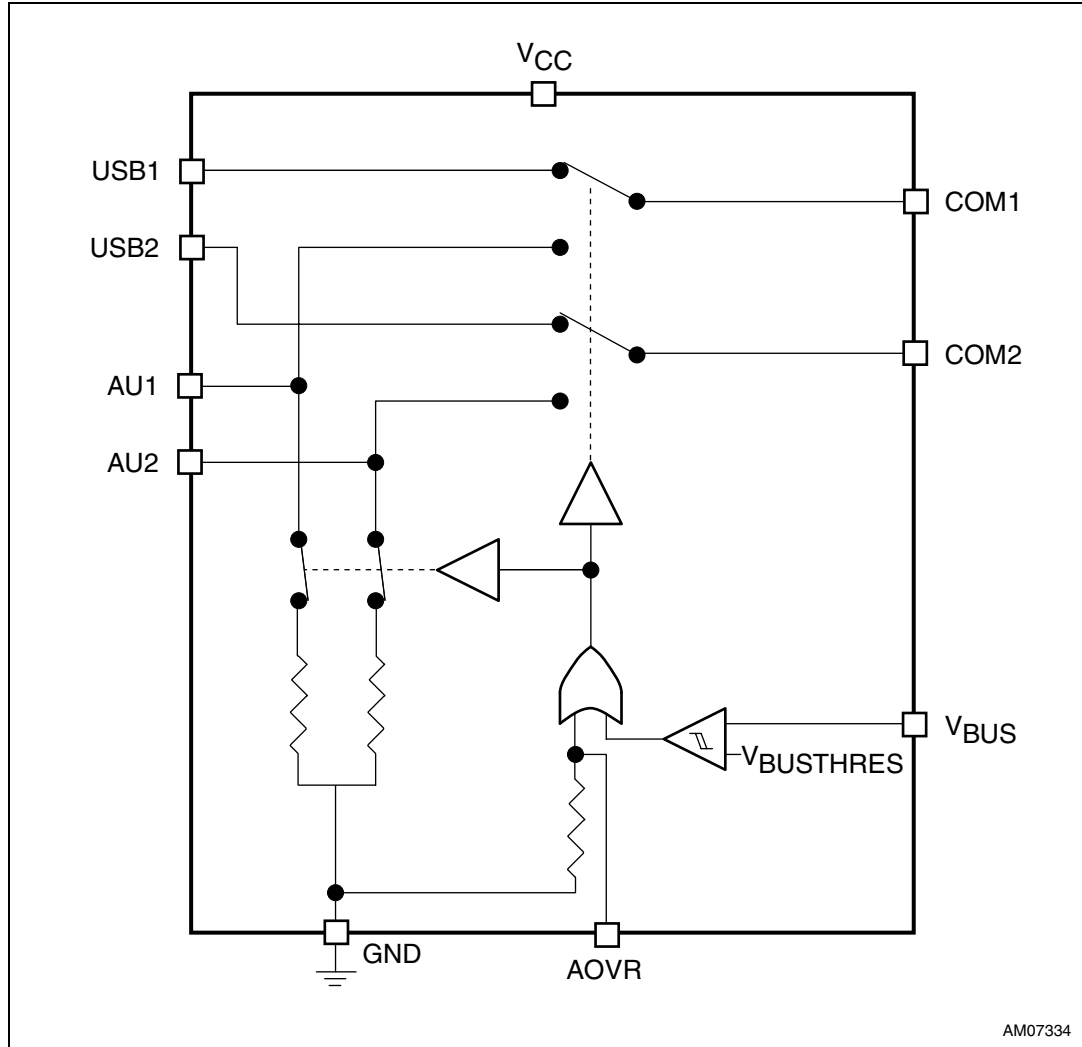 VCC
USB1
COM1
USB2
COM2
AU1
AU2
VBUS
VBUSTHRES
GND
AOVR
AM07334